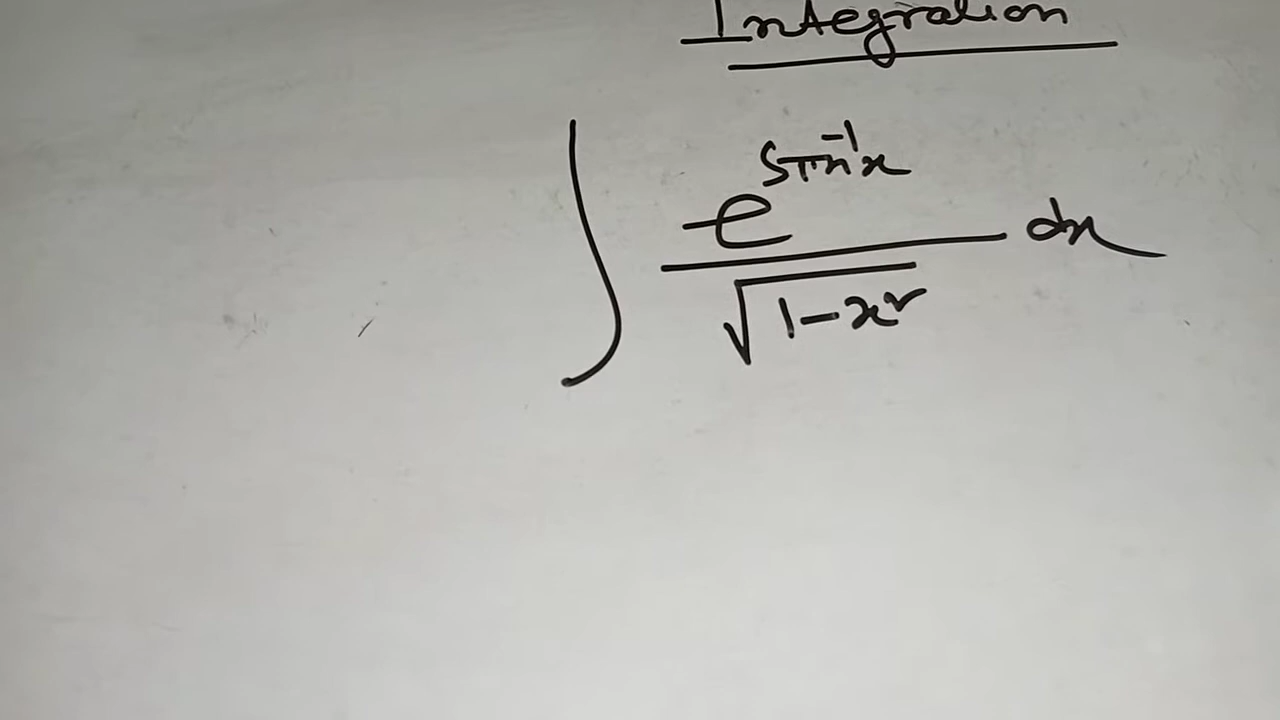 Integration
∫ e^(sin⁻¹x) / √(1-x²) dx